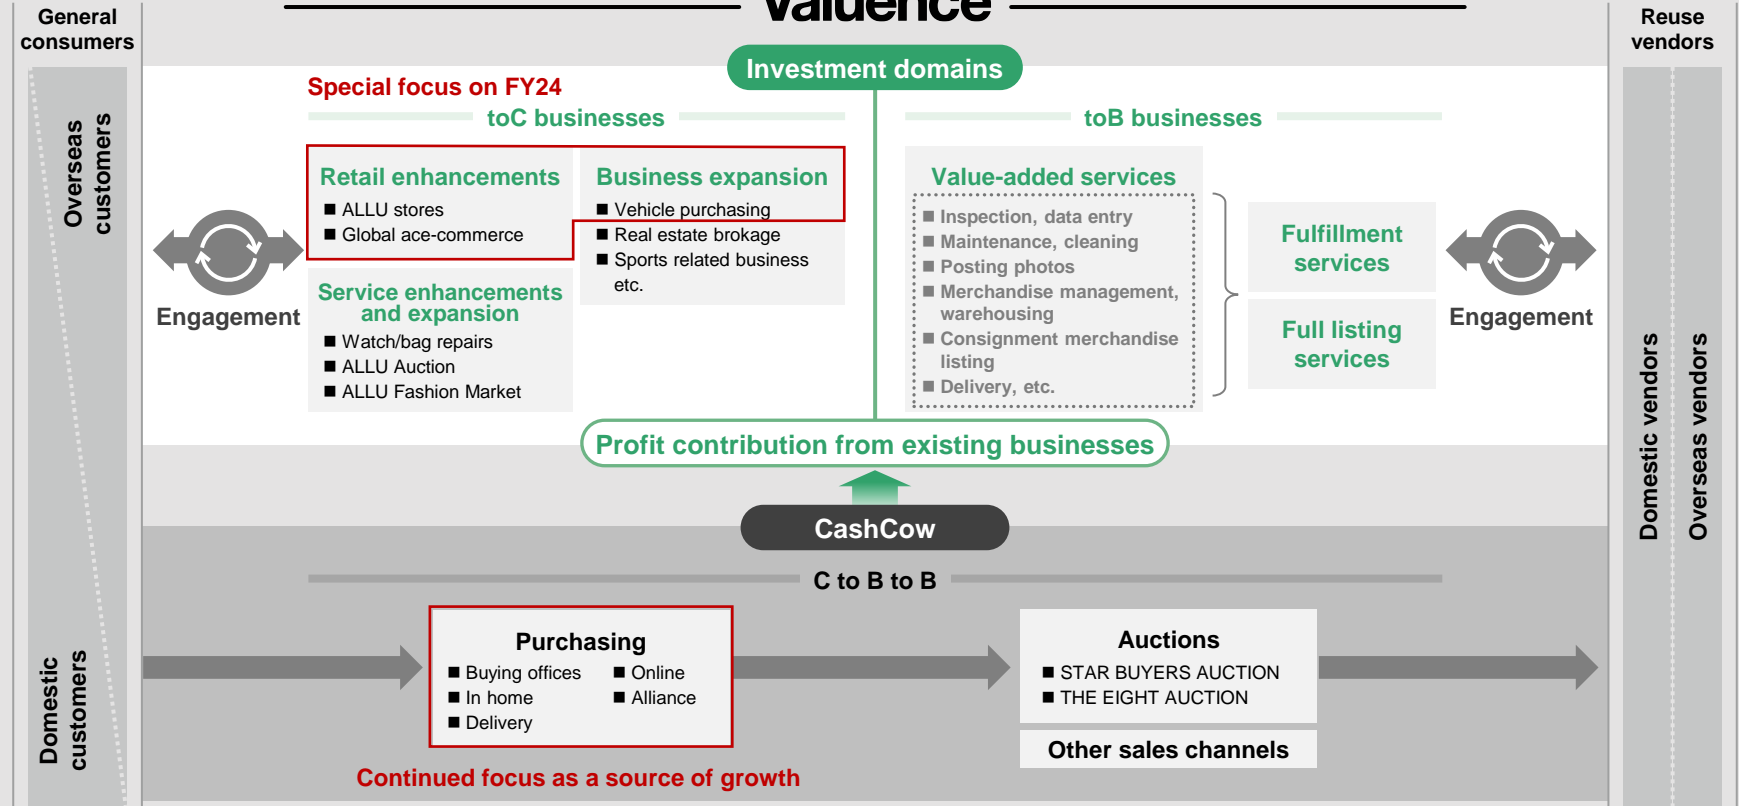 General
consumers
Valuence
Reuse
vendors
Investment domains
Special focus on FY24
toC businesses
toB businesses
Overseas
customers
Retail enhancements
■ ALLU stores
■ Global ace-commerce
Business expansion
■ Vehicle purchasing
■ Real estate brokage
■ Sports related business
etc.
Service enhancements
and expansion
■ Watch/bag repairs
■ ALLU Auction
■ ALLU Fashion Market
Engagement
Value-added services
■ Inspection, data entry
■ Maintenance, cleaning
■ Posting photos
■ Merchandise management,
warehousing
■ Consignment merchandise
listing
■ Delivery, etc.
Fulfillment
services
Full listing
services
Engagement
Domestic vendors
Overseas vendors
Profit contribution from existing businesses
CashCow
C to B to B
Domestic
customers
Purchasing
■ Buying offices
■ In home
■ Delivery
■ Online
■ Alliance
Auctions
■ STAR BUYERS AUCTION
■ THE EIGHT AUCTION
Other sales channels
Continued focus as a source of growth